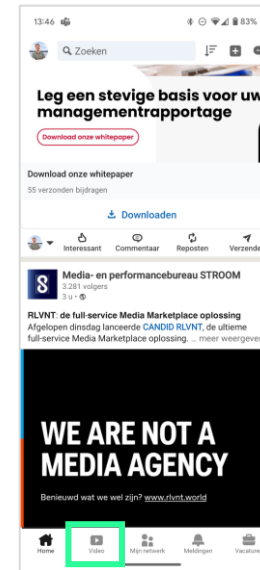 13:46
83%
Zoeken
Leg een stevige basis voor uw
managementrapportage
Download onze whitepaper
Download onze whitepaper
55 verzonden bijdragen
Downloaden
Interessant Commentaar Reposten Verzende
8 Media- en performancebureau STROOM
3.281 volgers
3 u •
RLVNT: de full-service Media Marketplace oplossing
Afgelopen dinsdag lanceerde CANDID RLVNT, de ultieme
full-service Media Marketplace oplossing. ... meer weergeven
WE ARE NOT A
MEDIA AGENCY
Benieuwd wat we wel zijn? www.rlvnt.world
Home Video Mijn netwerk Meldingen Vacature